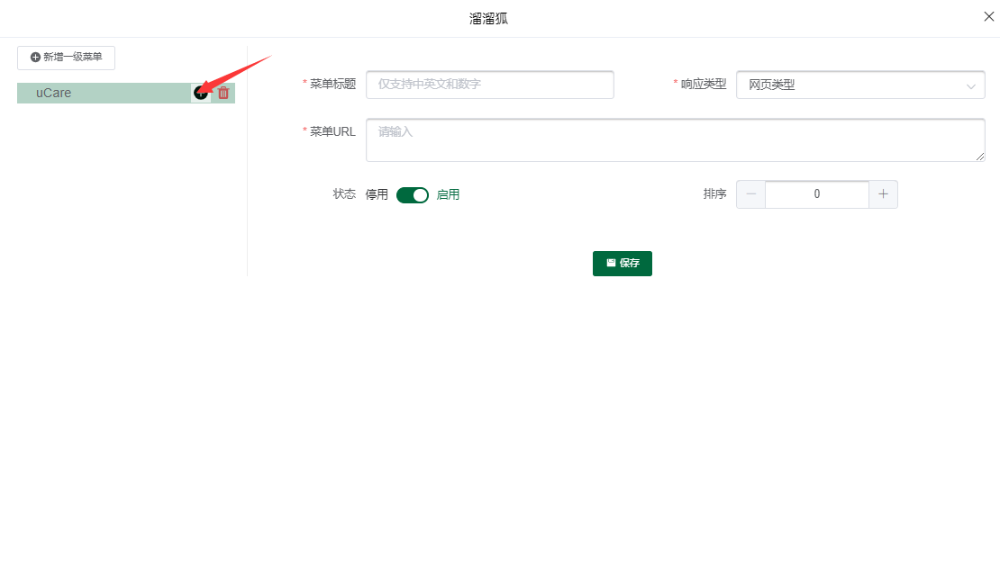 溜溜狐
新增一级菜单
uCare
* 菜单标题 仅支持中英文和数字 * 响应类型 网页类型
* 菜单URL 请输入
状态 停用 启用 排序 0
保存